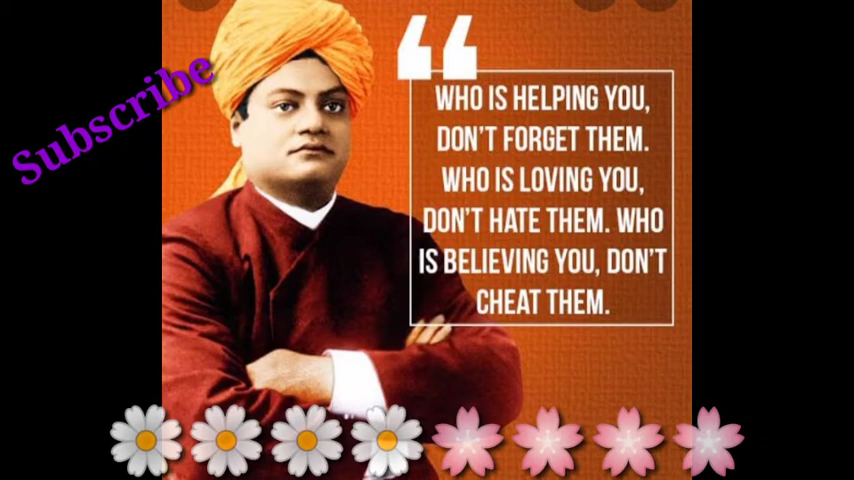 Subscribe
WHO IS HELPING YOU,
DON'T FORGET THEM.
WHO IS LOVING YOU,
DON'T HATE THEM. WHO
IS BELIEVING YOU, DON'T
CHEAT THEM.